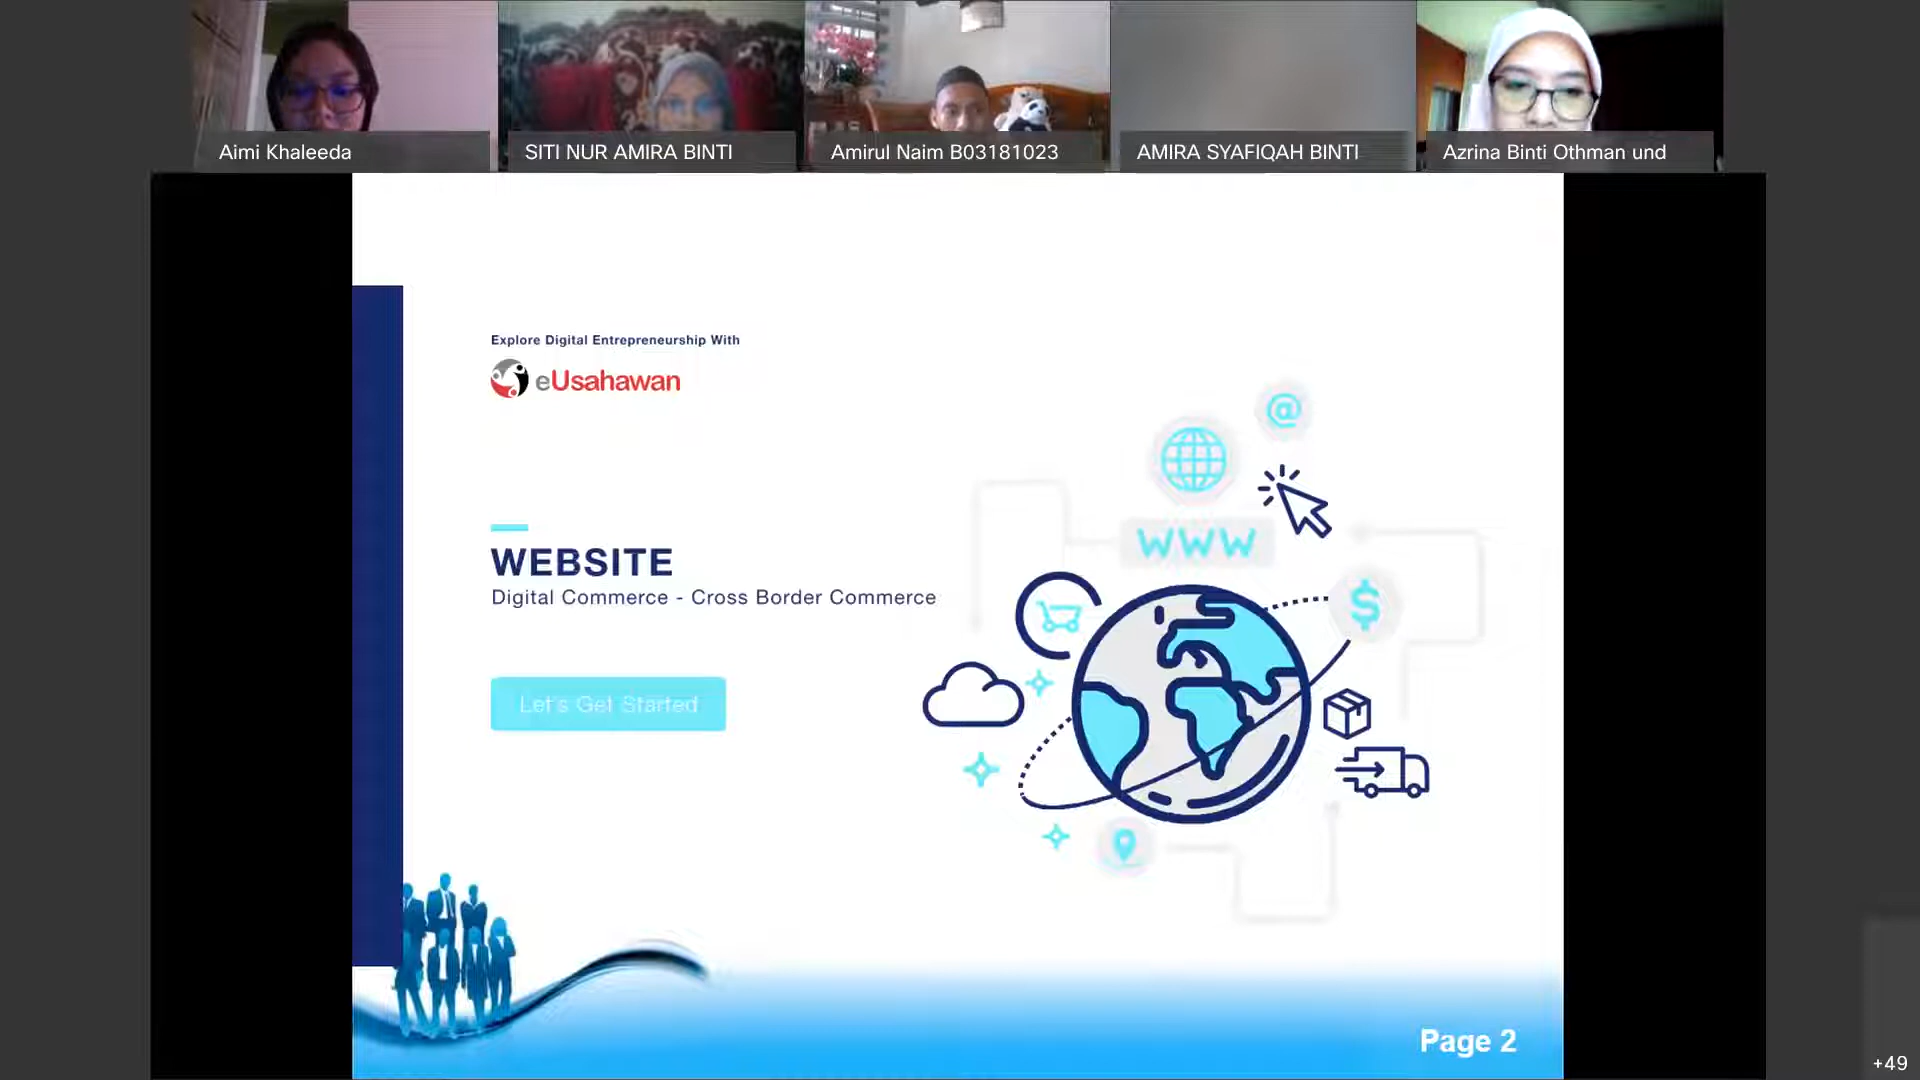 Aimi Khaleeda
SITI NUR AMIRA BINTI
Amirul Naim B03181023
AMIRA SYAFIQAH BINTI
Azrina Binti Othman und
Explore Digital Entrepreneurship With
eUsahawan
@
WWW
WEBSITE
Digital Commerce - Cross Border Commerce
$
Let's Get Started
Page 2
+49